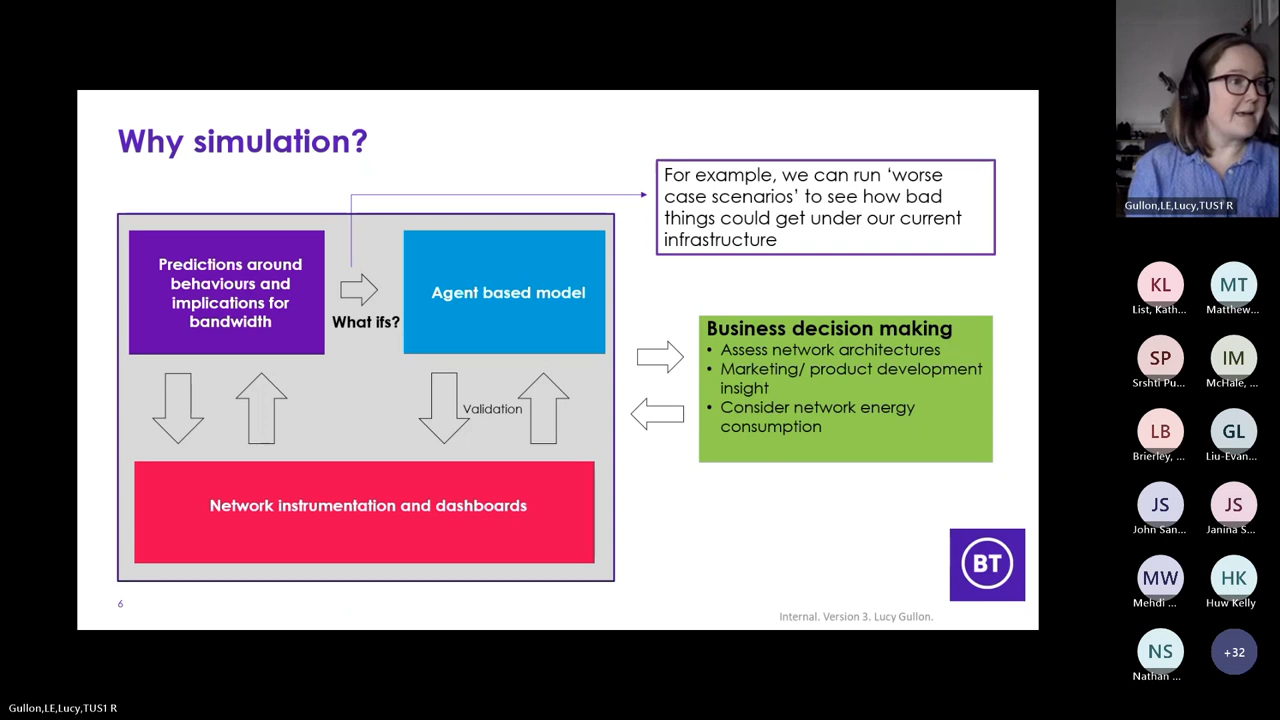 Why simulation?
For example, we can run ‘worse
case scenarios’ to see how bad
things could get under our current
infrastructure
Predictions around
behaviours and
implications for
bandwidth
What ifs?
Agent based model
Validation
Network instrumentation and dashboards
Business decision making
• Assess network architectures
• Marketing/ product development
insight
• Consider network energy
consumption
BT
6
Internal. Version 3. Lucy Gullon.
Gullon,LE,Lucy,TUS1 R
KL
List, Kath...
MT
Matthew...
SP
Srshti Pu...
IM
McHale, ...
LB
Brierley, ...
GL
Liu-Evan...
JS
John San...
JS
Janina S...
MW
Mehdi ...
HK
Huw Kelly
NS
Nathan ...
+32
Gullon,LE,Lucy,TUS1 R